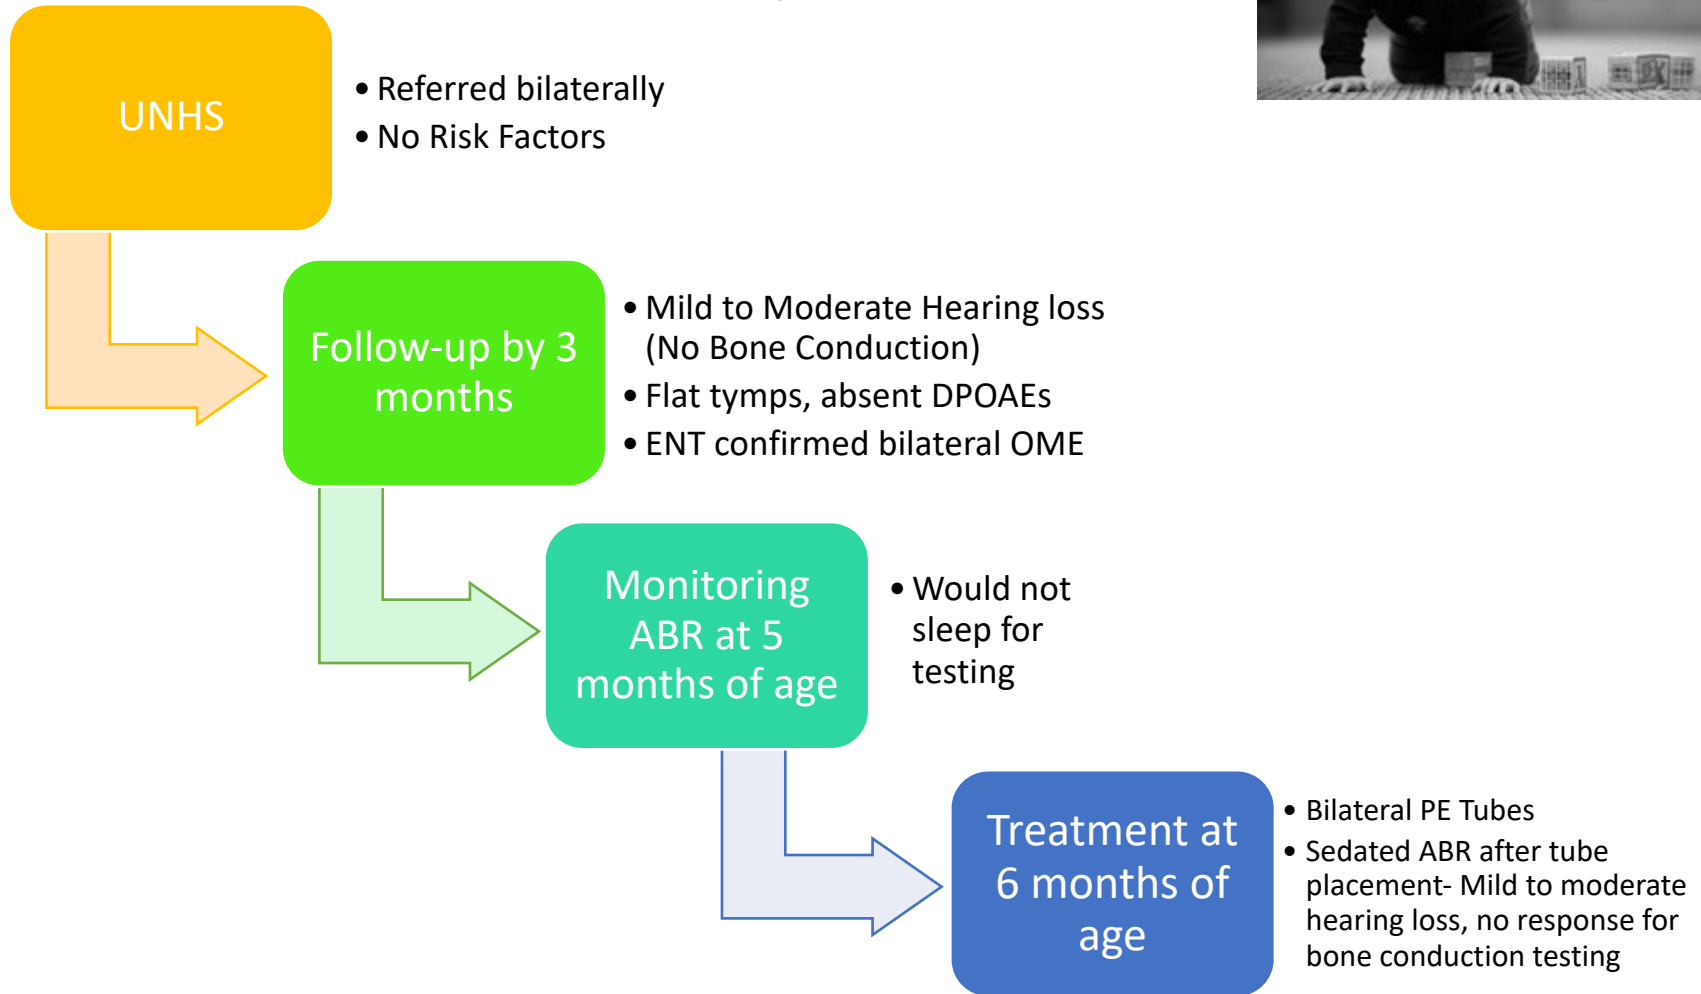 UNHS
• Referred bilaterally
• No Risk Factors
Follow-up by 3
months
• Mild to Moderate Hearing loss
(No Bone Conduction)
• Flat tymps, absent DPOAEs
• ENT confirmed bilateral OME
Monitoring
ABR at 5
months of age
• Would not
sleep for
testing
Treatment at
6 months of
age
• Bilateral PE Tubes
• Sedated ABR after tube
placement- Mild to moderate
hearing loss, no response for
bone conduction testing